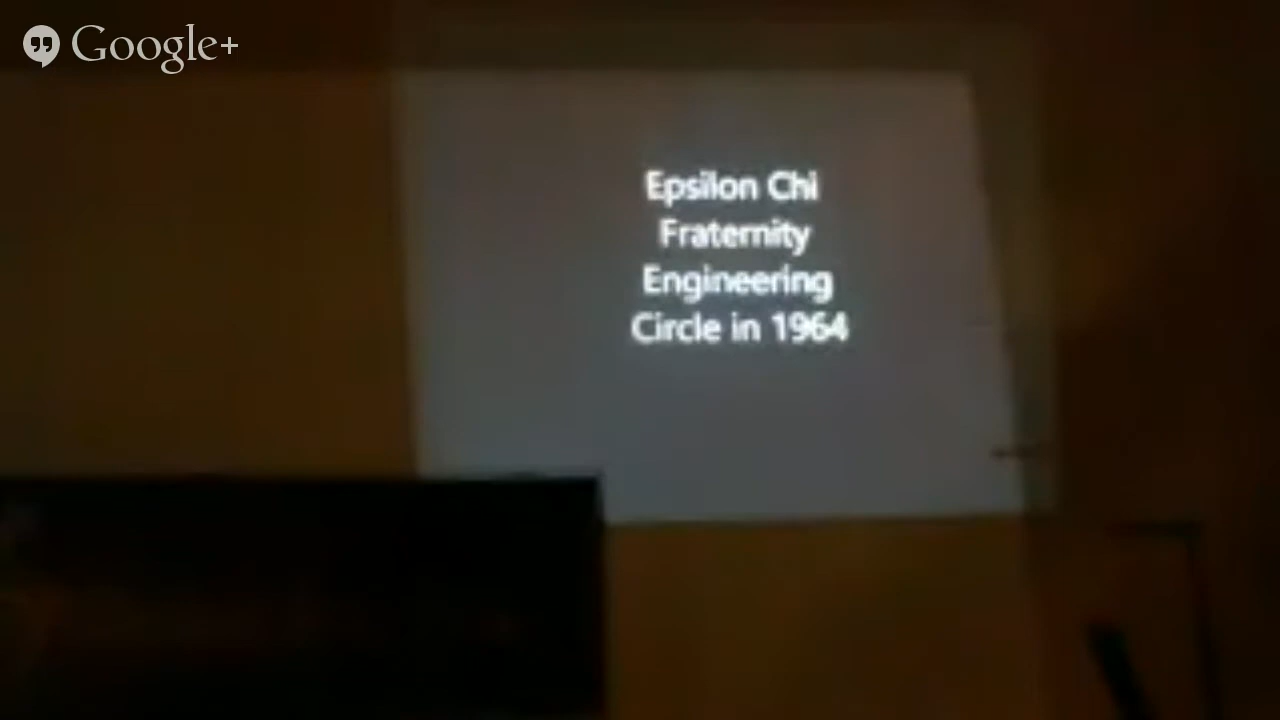 Google+
Epsilon Chi
Fraternity
Engineering
Circle in 1964